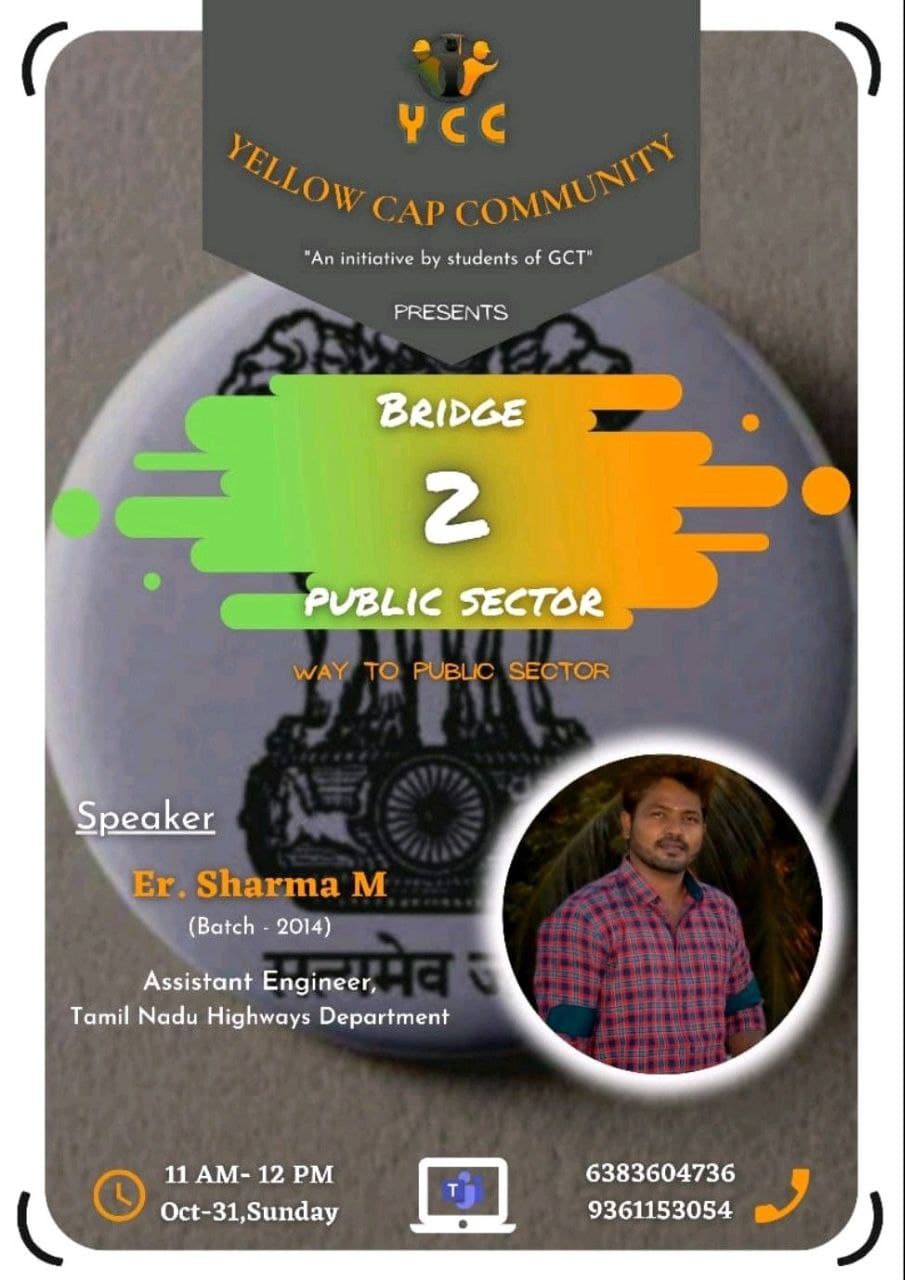 YCC
YELLOW CAP COMMUNITY
"An initiative by students of GCT"
PRESENTS
BRIDGE
2
PUBLIC SECTOR
WAY TO PUBLIC SECTOR
Speaker
Er. Sharma M
(Batch - 2014)
सत्यमेव
Assistant Engineer,
Tamil Nadu Highways Department
11 AM- 12 PM
Oct-31,Sunday
T
6383604736
9361153054